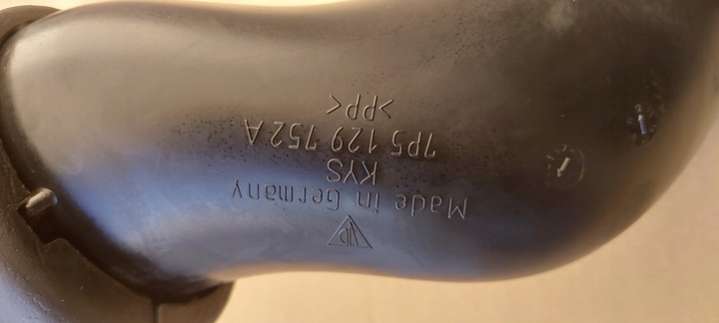 Made in Germany
KYS
7P5 129 752 A
>PP<